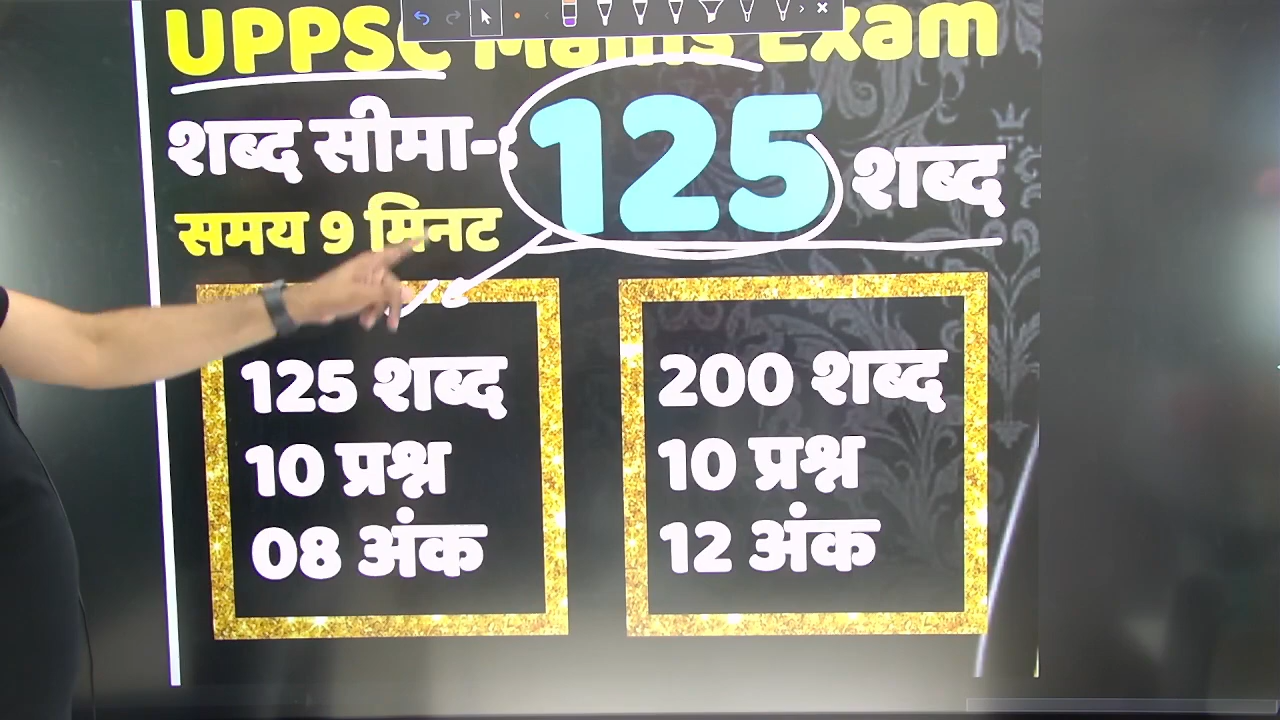 UPPSC Mains Exam
शब्द सीमा-: 125 शब्द
समय 9 मिनट
125 शब्द
10 प्रश्न
08 अंक
200 शब्द
10 प्रश्न
12 अंक